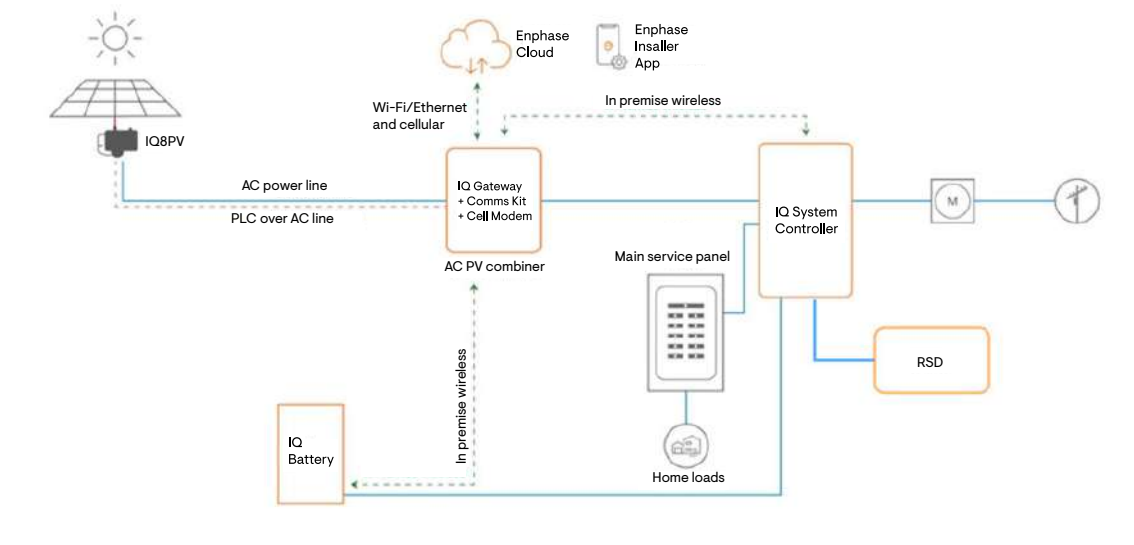 Enphase
Cloud
Enphase
Insaller
App
Wi-Fi/Ethernet
and cellular
In premise wireless
IQ8PV
AC power line
PLC over AC line
IQ Gateway
+ Comms Kit
+ Cell Modem
AC PV combiner
IQ System
Controller
M
Main service panel
RSD
In premise wireless
IQ
Battery
Home loads